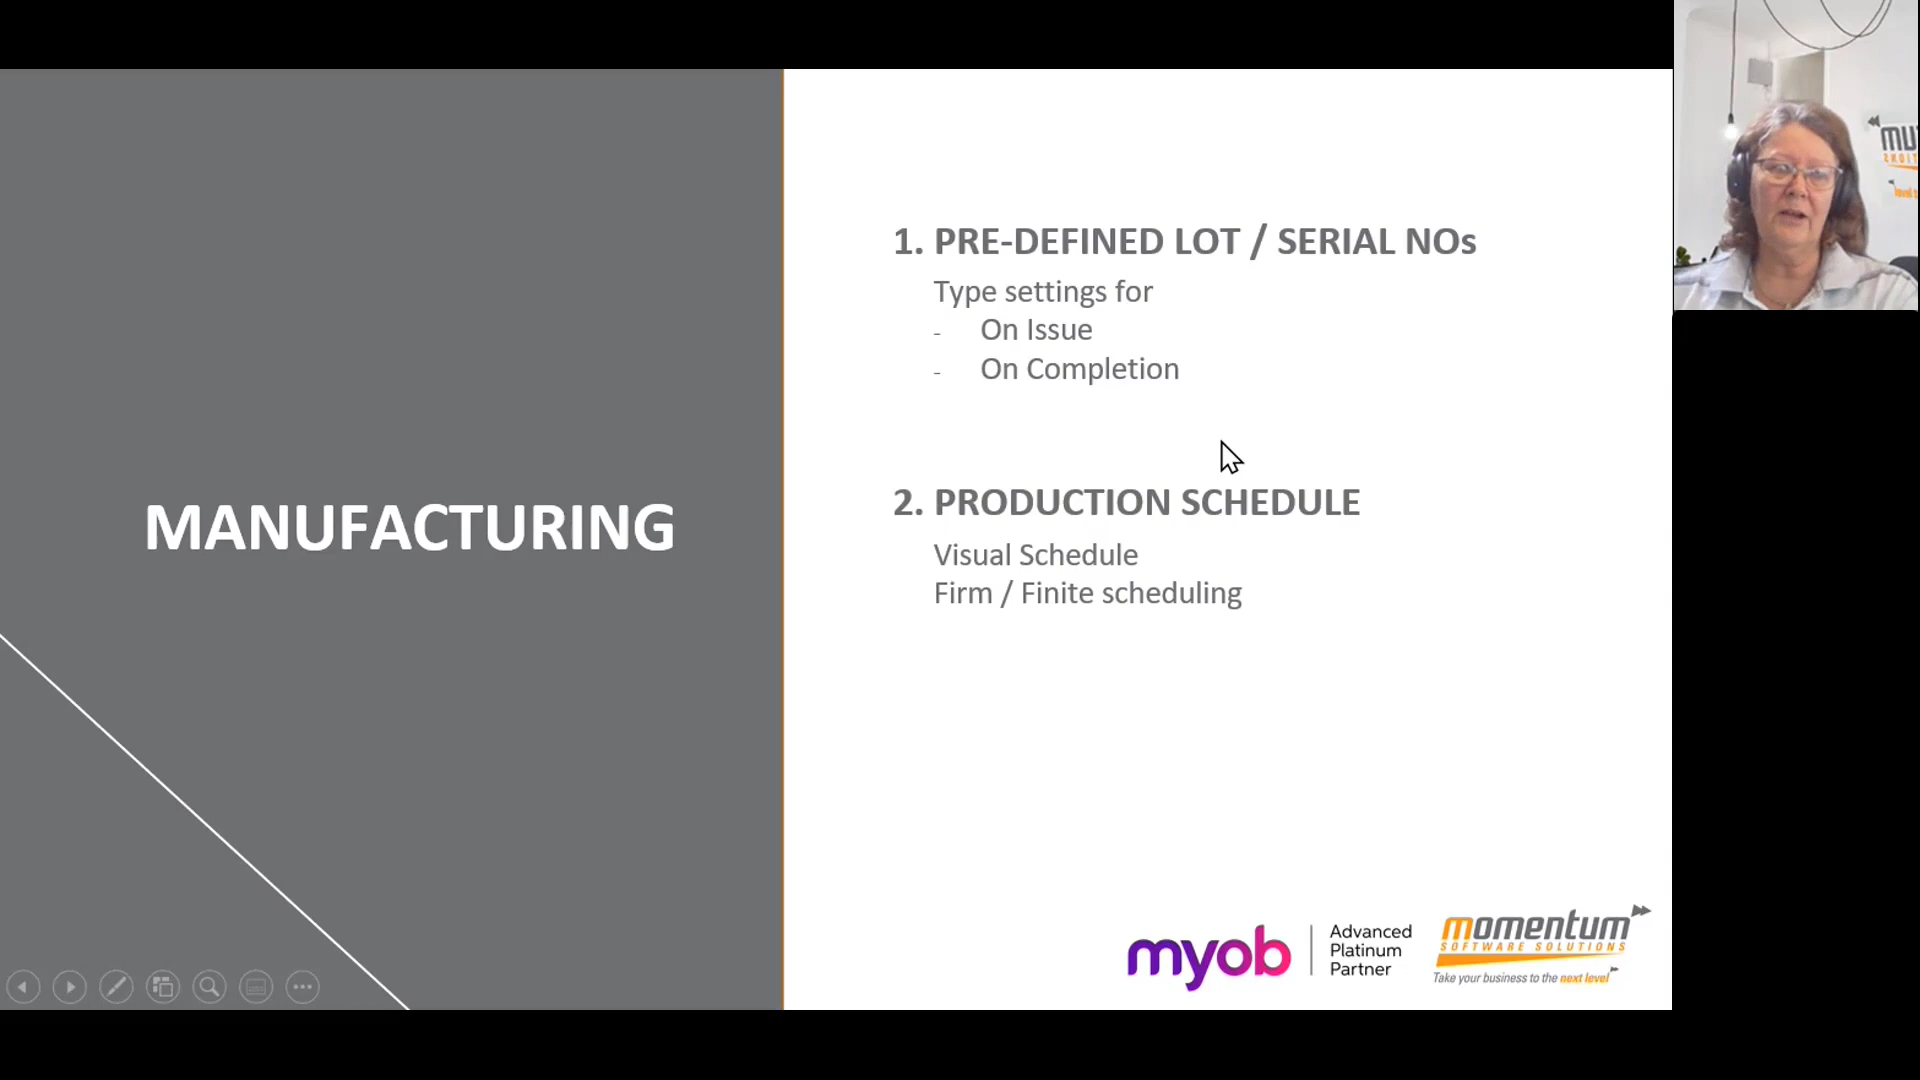 MANUFACTURING
1. PRE-DEFINED LOT / SERIAL NOs
Type settings for
- On Issue
- On Completion
2. PRODUCTION SCHEDULE
Visual Schedule
Firm / Finite scheduling
myob
Advanced
Platinum
Partner
momentum
SOFTWARE SOLUTIONS
Take your business to the next level